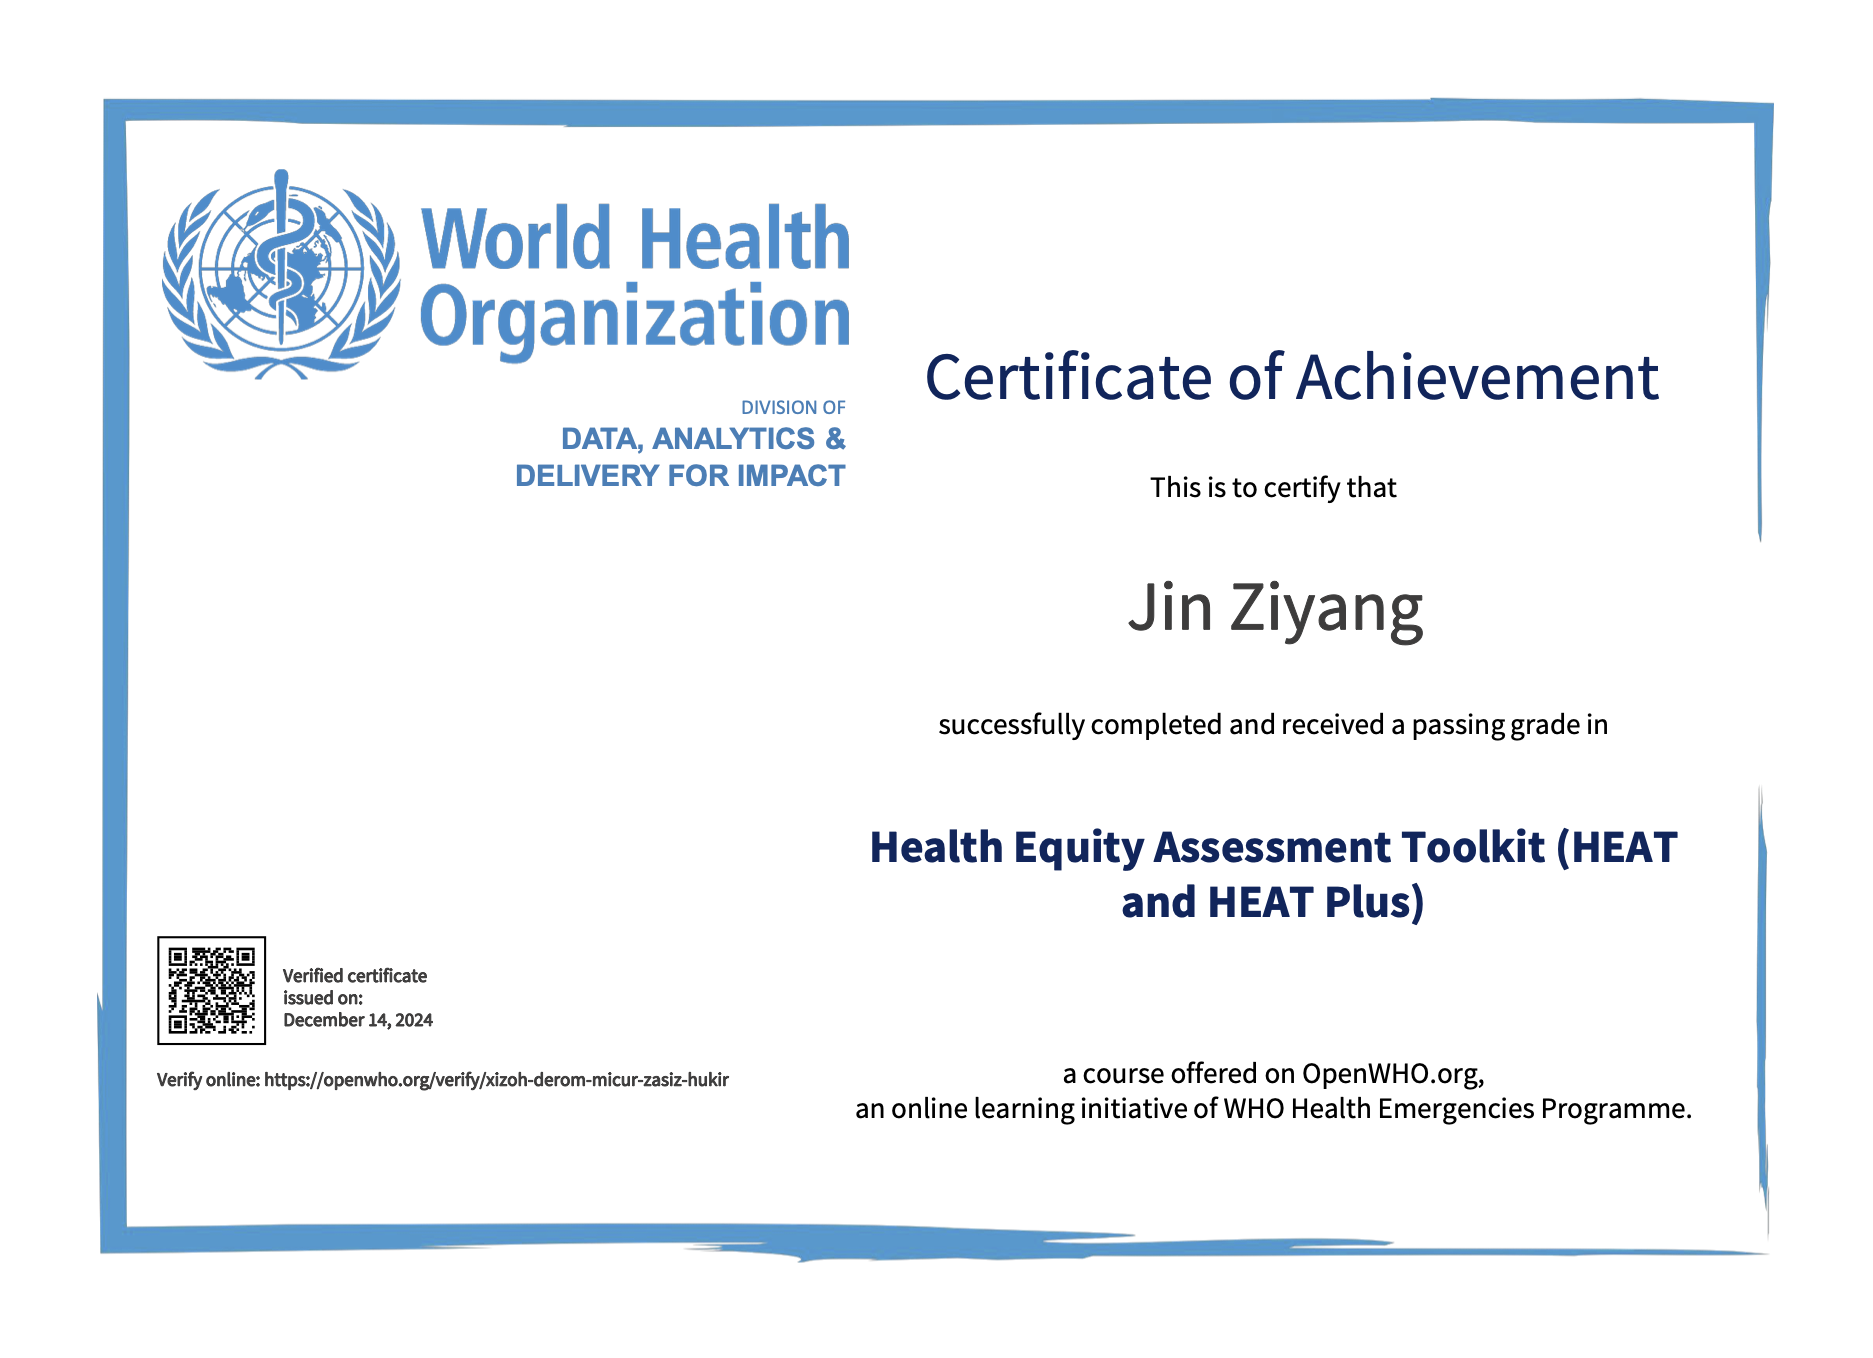 World Health
Organization
DIVISION OF
DATA, ANALYTICS &
DELIVERY FOR IMPACT
Certificate of Achievement
This is to certify that
Jin Ziyang
successfully completed and received a passing grade in
Health Equity Assessment Toolkit (HEAT
and HEAT Plus)
Verified certificate
issued on:
December 14, 2024
Verify online: https://openwho.org/verify/xizoh-derom-micur-zasiz-hukir
a course offered on OpenWHO.org,
an online learning initiative of WHO Health Emergencies Programme.